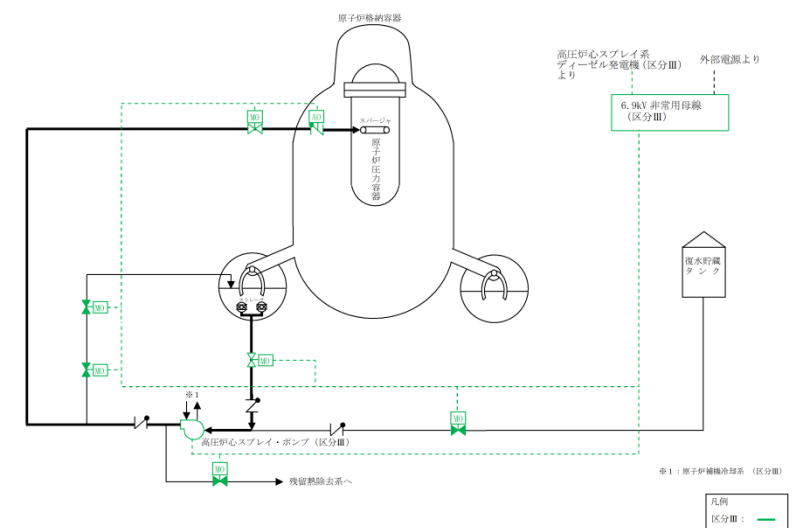 原子炉格納容器
高圧炉心スプレイ系
ディーゼル発電機(区分Ⅲ)
より
外部電源より
6.9kV 非常用母線
(区分Ⅲ)
MO
AO
スパージャ
原子炉圧力容器
復水貯蔵
タンク
ストレーナ
MO
MO
MO
※1
MO
高圧炉心スプレイ・ポンプ(区分Ⅲ)
MO
残留熱除去系へ
※1:原子炉補機冷却系 (区分Ⅲ)
凡例
区分Ⅲ: